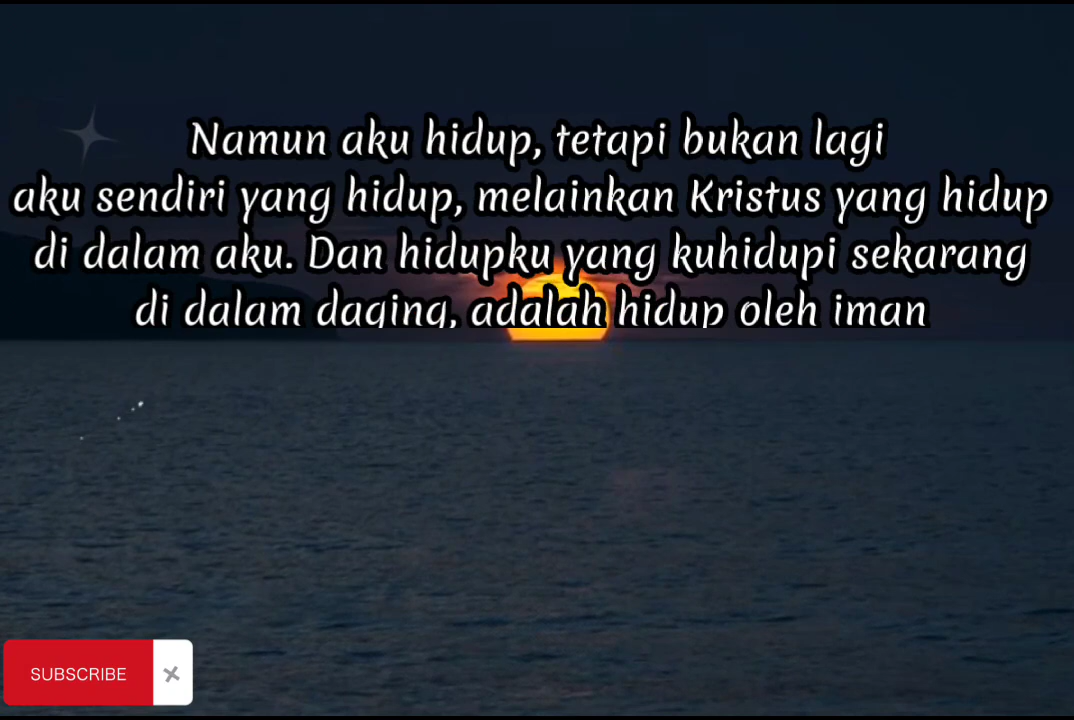 Namun aku hidup, tetapi bukan lagi
aku sendiri yang hidup, melainkan Kristus yang hidup
di dalam aku. Dan hidupku yang kuhidupi sekarang
di dalam daging, adalah hidup oleh iman
SUBSCRIBE